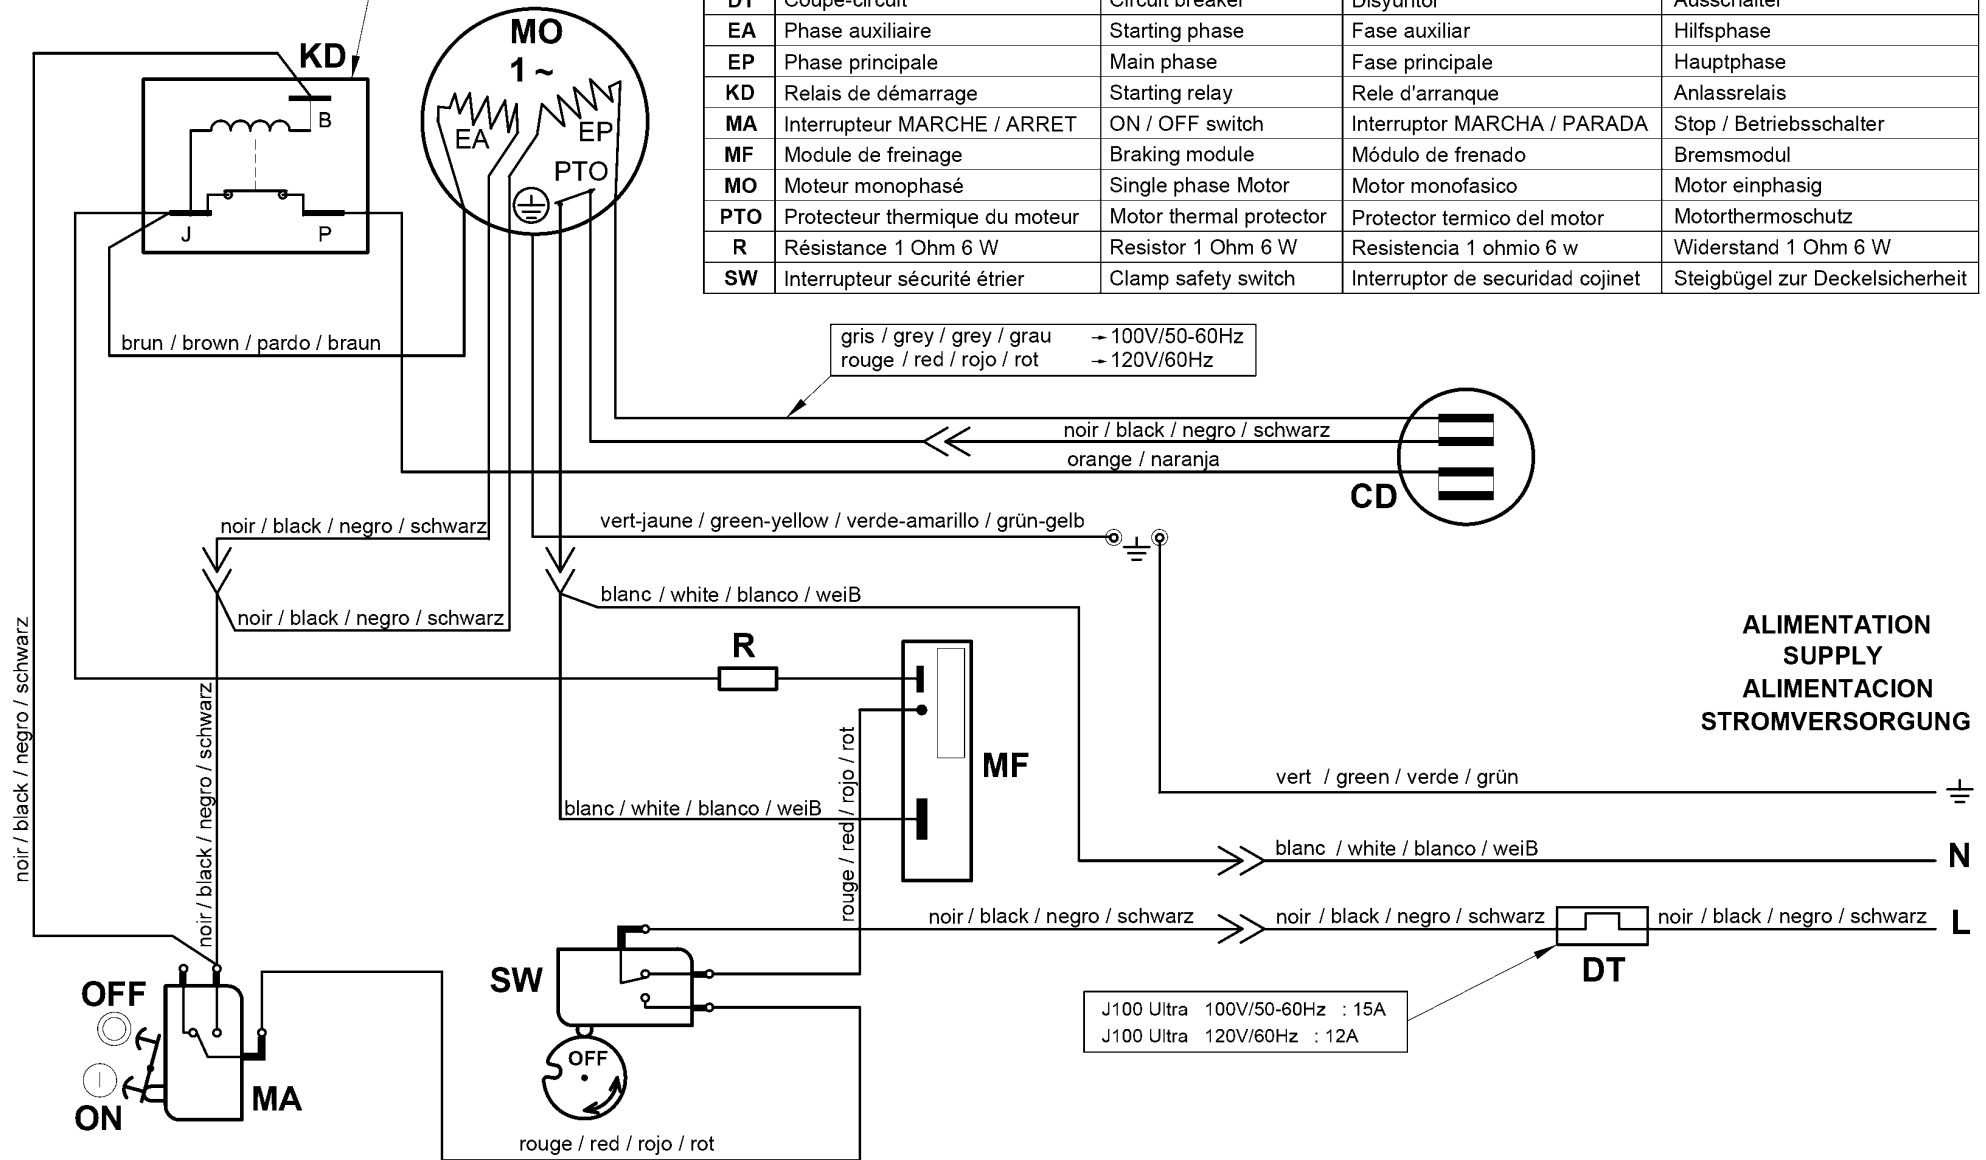 DT Coupe-circuit Circuit breaker Disyuntor Ausschalter
EA Phase auxiliaire Starting phase Fase auxiliar Hilfsphase
EP Phase principale Main phase Fase principale Hauptphase
KD Relais de démarrage Starting relay Rele d'arranque Anlassrelais
MA Interrupteur MARCHE / ARRET ON / OFF switch Interruptor MARCHA / PARADA Stop / Betriebsschalter
MF Module de freinage Braking module Módulo de frenado Bremsmodul
MO Moteur monophasé Single phase Motor Motor monofasico Motor einphasig
PTO Protecteur thermique du moteur Motor thermal protector Protector termico del motor Motorthermoschutz
R Résistance 1 Ohm 6 W Resistor 1 Ohm 6 W Resistencia 1 ohmio 6 w Widerstand 1 Ohm 6 W
SW Interrupteur sécurité étrier Clamp safety switch Interruptor de securidad cojinet Steigbügel zur Deckelsicherheit
KD
B
J
P
MO
1 ~
EA
EP
PTO
brun / brown / pardo / braun
gris / grey / grey / grau → 100V/50-60Hz
rouge / red / rojo / rot → 120V/60Hz
noir / black / negro / schwarz
orange / naranja
CD
noir / black / negro / schwarz
vert-jaune / green-yellow / verde-amarillo / grün-gelb
blanc / white / blanco / weiB
noir / black / negro / schwarz
R
ALIMENTATION
SUPPLY
ALIMENTACION
STROMVERSORGUNG
noir / black / negro / schwarz
noir / black / negro / schwarz
rouge / red / rojo / rot
MF
vert / green / verde / grün
blanc / white / blanco / weiB
blanc / white / blanco / weiB
N
noir / black / negro / schwarz
noir / black / negro / schwarz
noir / black / negro / schwarz
L
DT
SW
OFF
OFF
ON
MA
J100 Ultra 100V/50-60Hz : 15A
J100 Ultra 120V/60Hz : 12A
rouge / red / rojo / rot